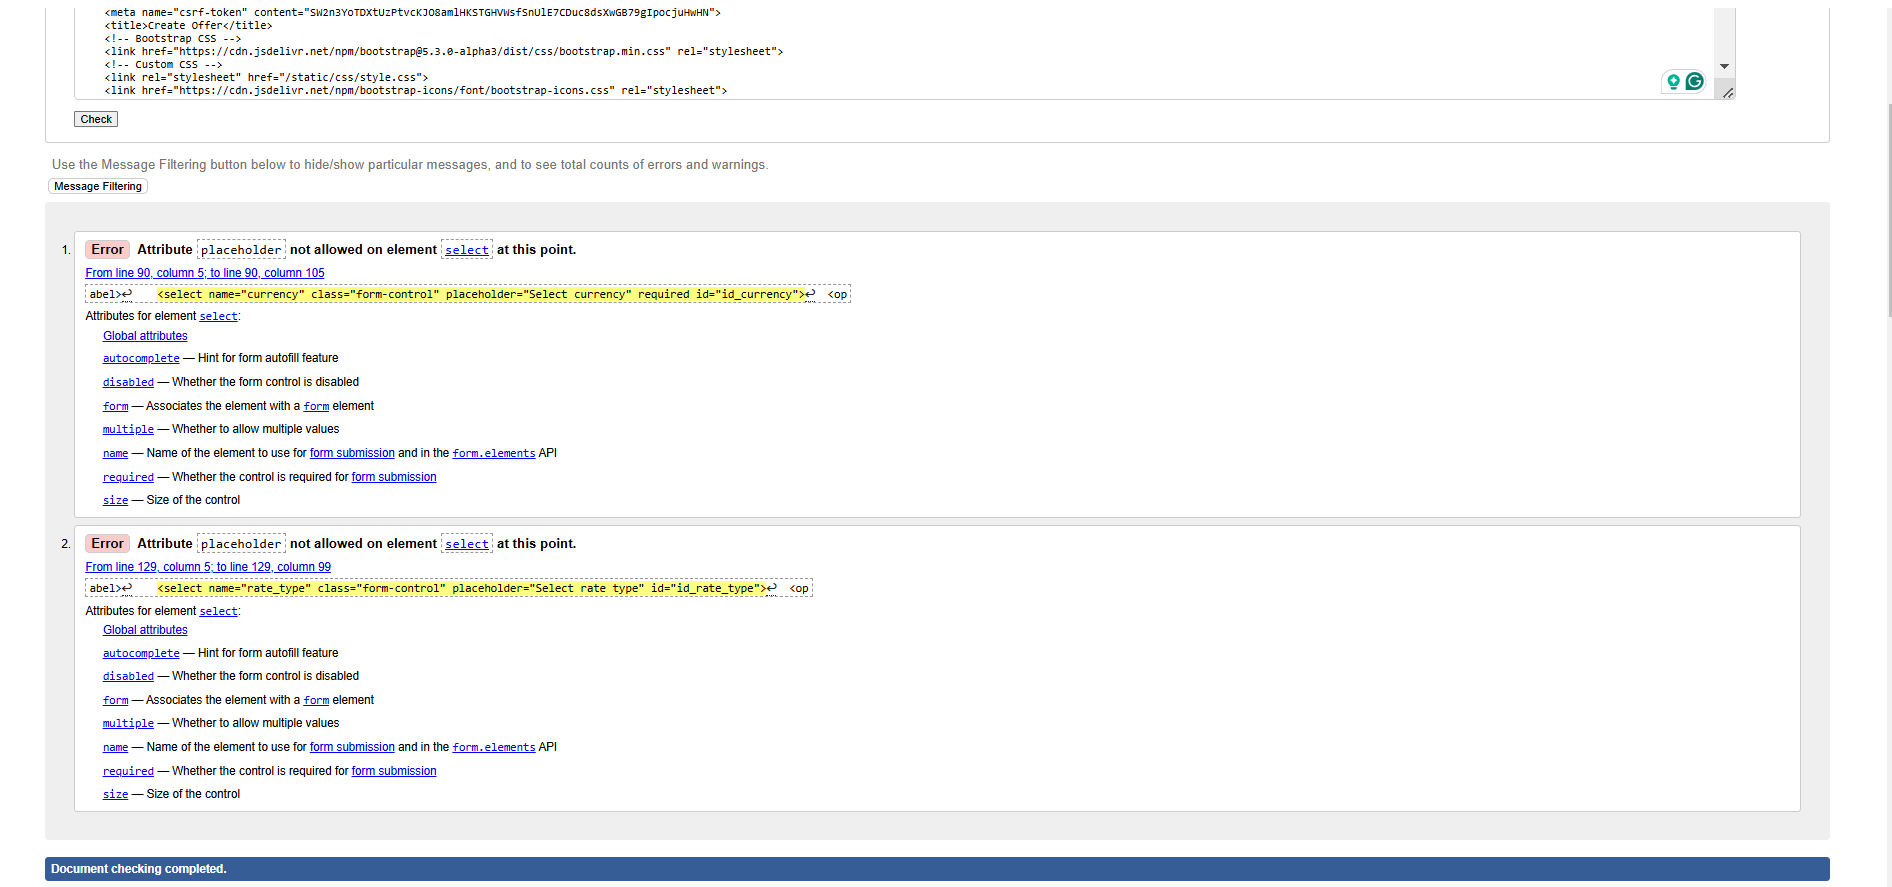 <meta name="csrf-token" content="SW2n3YoTDXtUzPtvcKJO8amlHKSTGHVWsfSnUlE7CDuc8dsXwGB79gIpocjuHwHN">
<title>Create Offer</title>
<!-- Bootstrap CSS -->
<link href="https://cdn.jsdelivr.net/npm/bootstrap@5.3.0-alpha3/dist/css/bootstrap.min.css" rel="stylesheet">
<!-- Custom CSS -->
<link rel="stylesheet" href="/static/css/style.css">
<link href="https://cdn.jsdelivr.net/npm/bootstrap-icons/font/bootstrap-icons.css" rel="stylesheet">
Check
Use the Message Filtering button below to hide/show particular messages, and to see total counts of errors and warnings.
Message Filtering
1. Error Attribute placeholder not allowed on element select at this point.
From line 90, column 5; to line 90, column 105
abel>↩ <select name="currency" class="form-control" placeholder="Select currency" required id="id_currency">↩ <op
Attributes for element select:
Global attributes
autocomplete — Hint for form autofill feature
disabled — Whether the form control is disabled
form — Associates the element with a form element
multiple — Whether to allow multiple values
name — Name of the element to use for form submission and in the form.elements API
required — Whether the control is required for form submission
size — Size of the control
2. Error Attribute placeholder not allowed on element select at this point.
From line 129, column 5; to line 129, column 99
abel>↩ <select name="rate_type" class="form-control" placeholder="Select rate type" id="id_rate_type">↩ <op
Attributes for element select:
Global attributes
autocomplete — Hint for form autofill feature
disabled — Whether the form control is disabled
form — Associates the element with a form element
multiple — Whether to allow multiple values
name — Name of the element to use for form submission and in the form.elements API
required — Whether the control is required for form submission
size — Size of the control
Document checking completed.